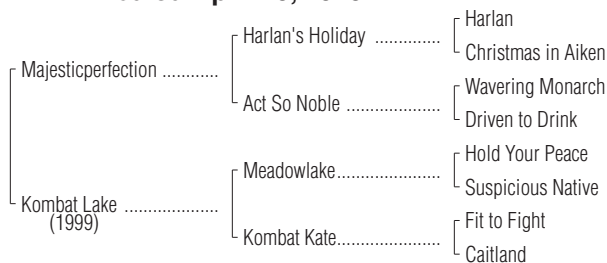 Harlan
Harlan's Holiday ..............
Christmas in Aiken
Majesticperfection ............
Wavering Monarch
Act So Noble .....................
Driven to Drink
Hold Your Peace
Meadowlake.......................
Suspicious Native
Kombat Lake .....................
(1999)
Fit to Fight
Kombat Kate.......................
Caitland